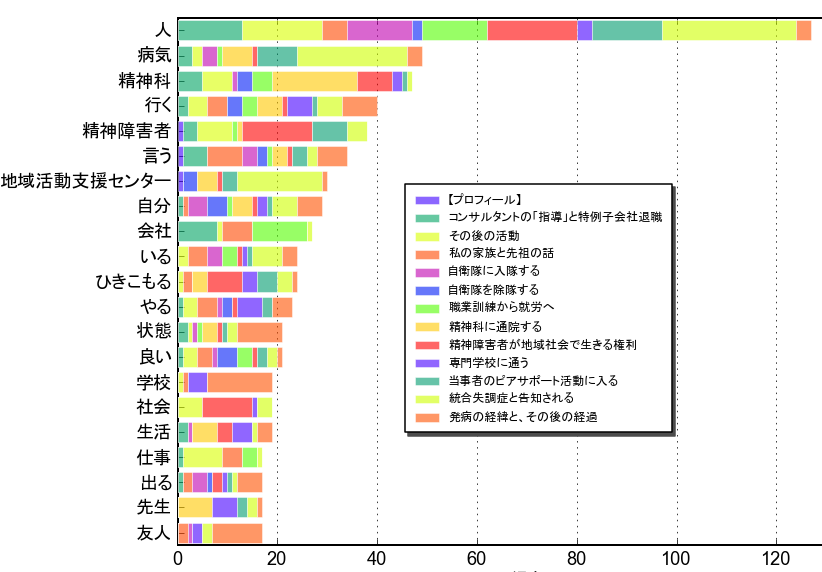 人
病気
精神科
行く
精神障害者
言う
地域活動支援センター
自分
会社
いる
ひきこもる
やる
状態
良い
学校
社会
生活
仕事
出る
先生
友人
【プロフィール】
コンサルタントの「指導」と特例子会社退職
その後の活動
私の家族と先祖の話
自衛隊に入隊する
自衛隊を除隊する
職業訓練から就労へ
精神科に通院する
精神障害者が地域社会で生きる権利
専門学校に通う
当事者のピアサポート活動に入る
統合失調症と告知される
発病の経緯と、その後の経過
0 20 40 60 80 100 120